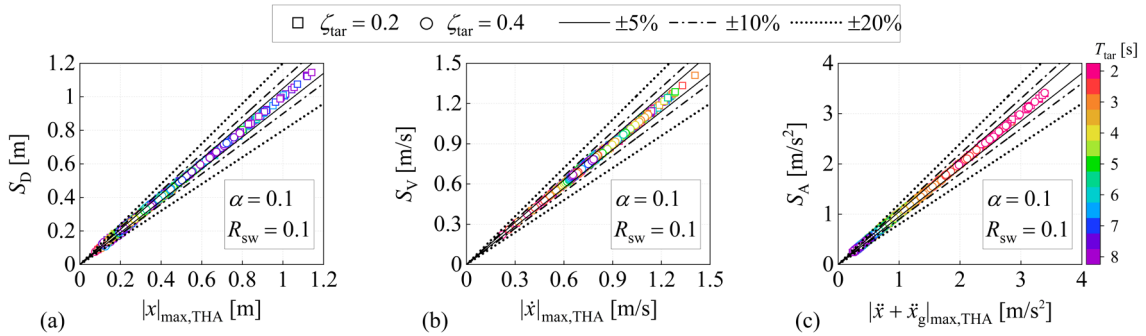 ζtar = 0.2 ζtar = 0.4 ±5% ±10% ±20%
1.2
1
0.8
0.6
0.4
0.2
0
SD [m]
α = 0.1
Rsw = 0.1
0 0.2 0.4 0.6 0.8 1 1.2
(a) |x|max,THA [m]
1.5
1.2
0.9
0.6
0.3
0
SV [m/s]
α = 0.1
Rsw = 0.1
0 0.3 0.6 0.9 1.2 1.5
(b) |ẋ|max,THA [m/s]
4
3
2
1
0
SA [m/s²]
α = 0.1
Rsw = 0.1
0 1 2 3 4
(c) |ẍ + ẍg|max,THA [m/s²]
Ttar [s]
2
3
4
5
6
7
8